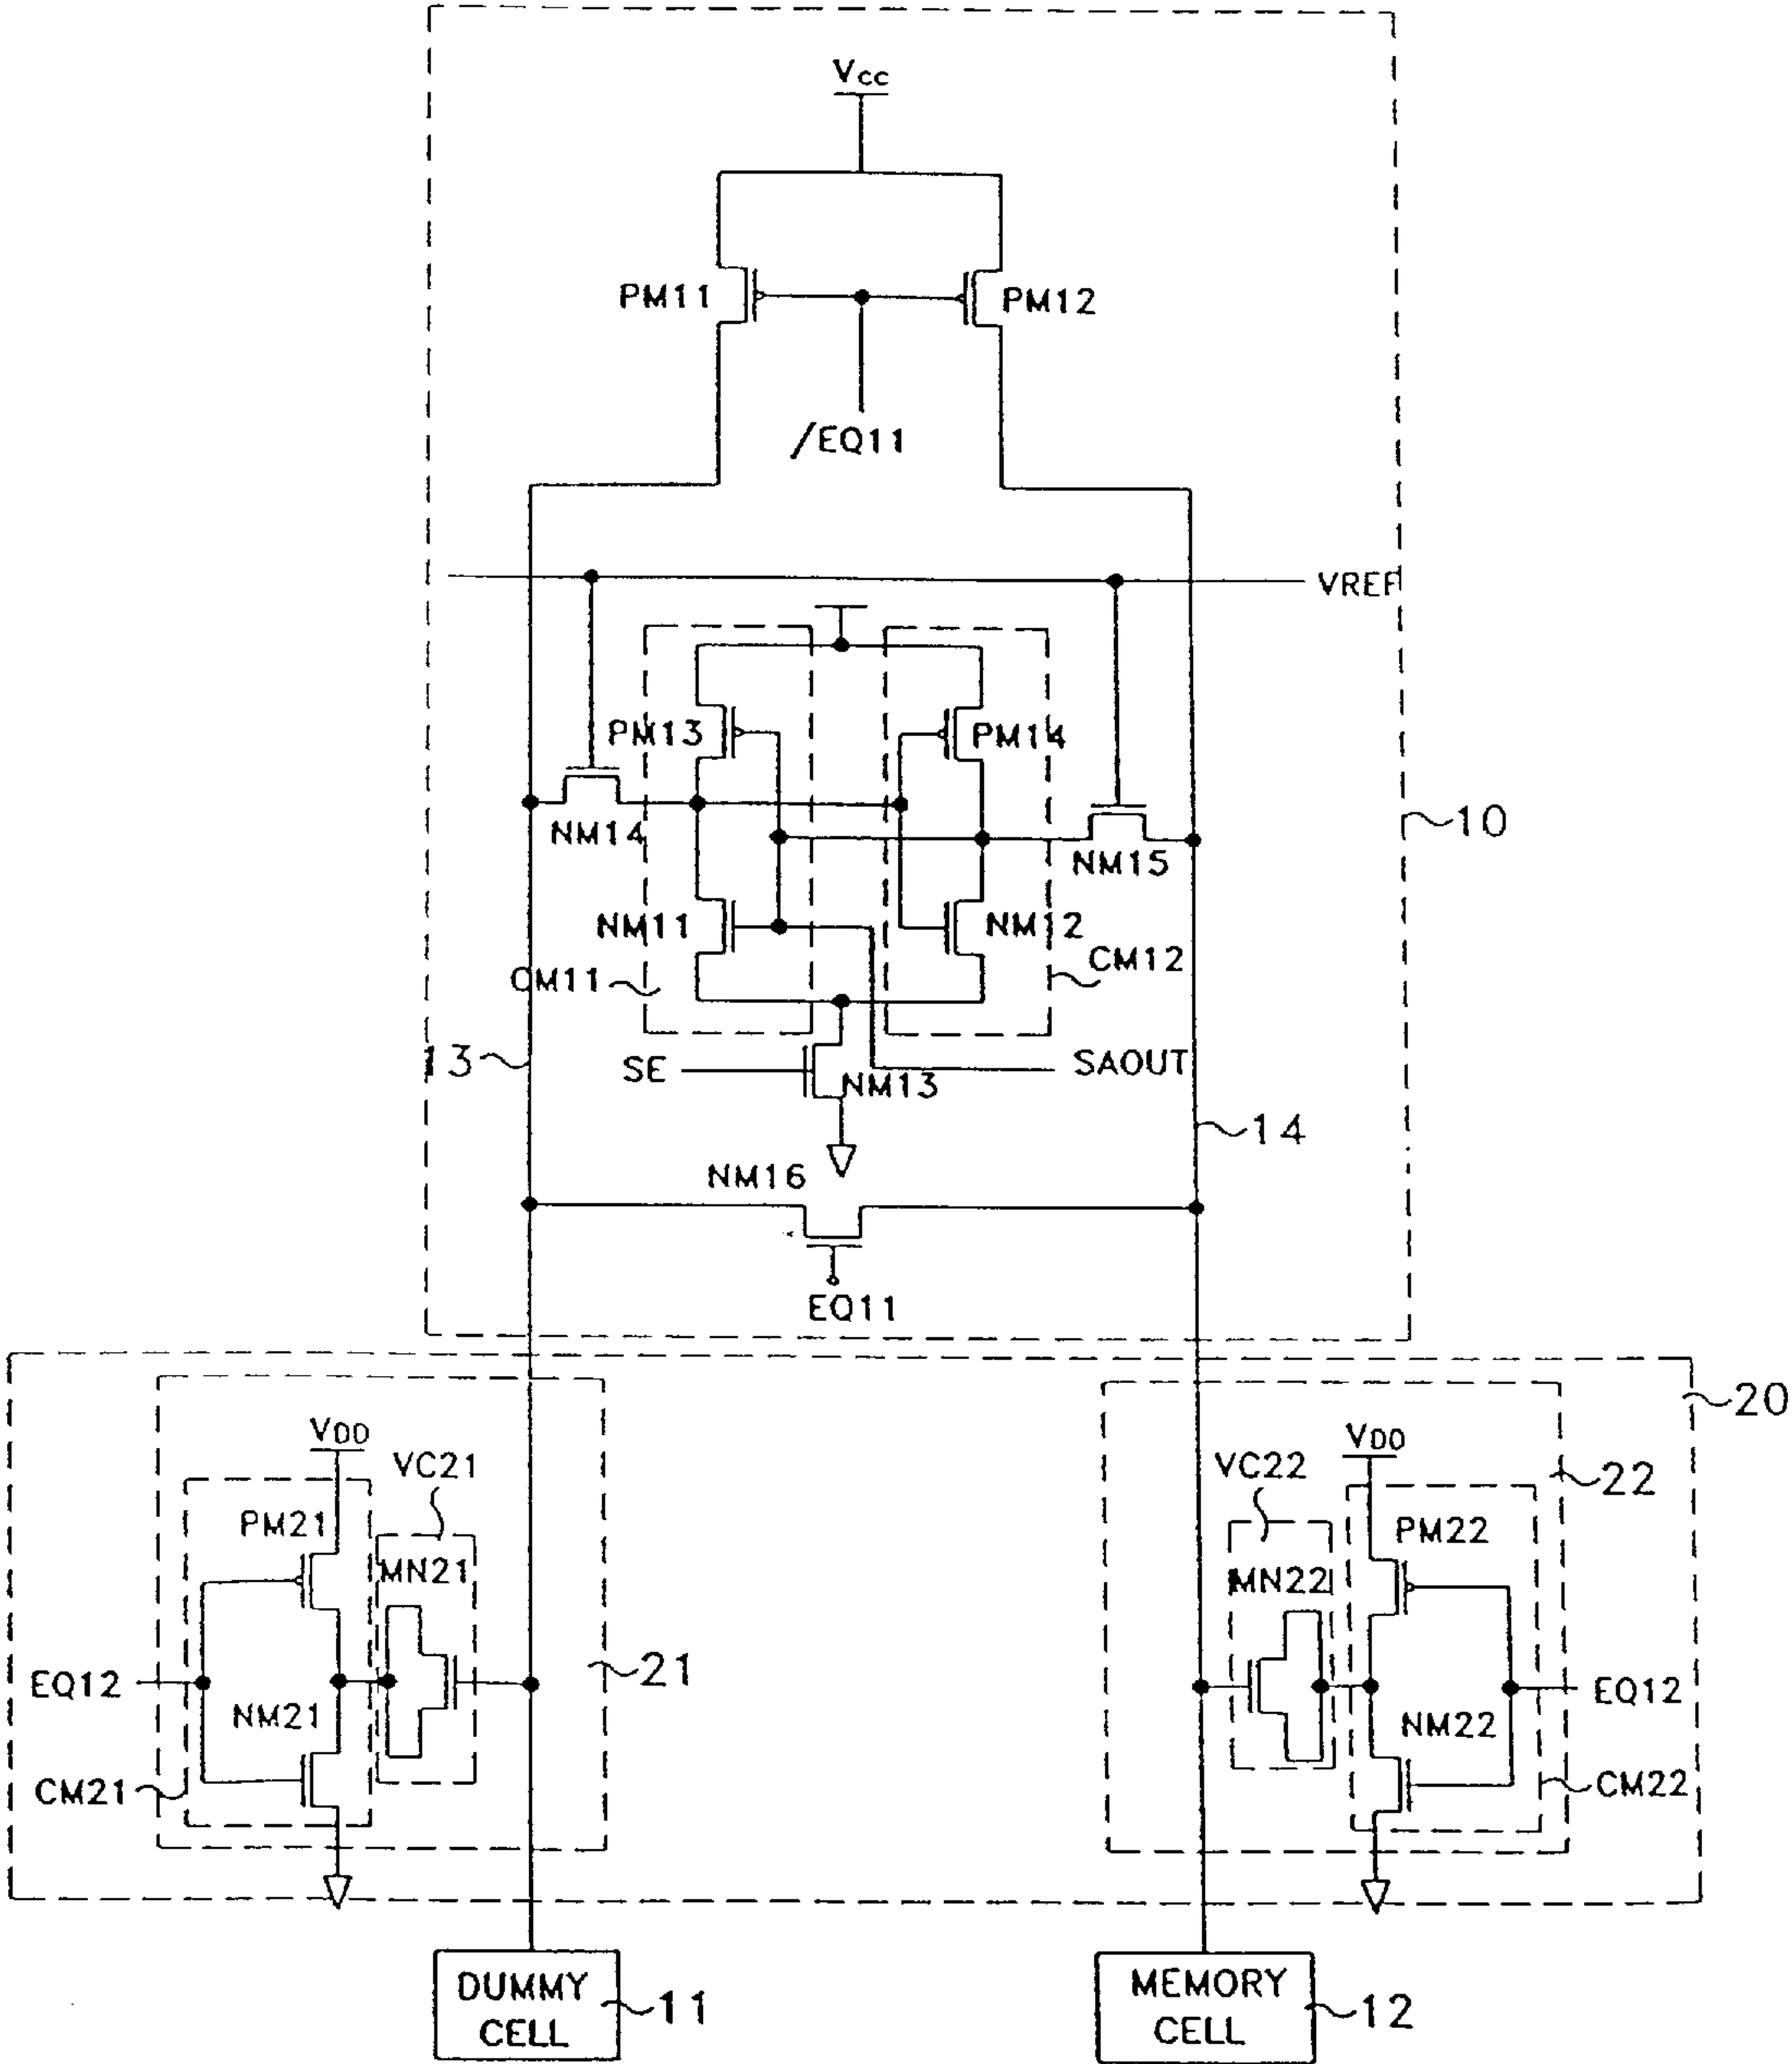 Vcc
PM11
PM12
/EQ11
VREF
PM13
PM14
NM14
NM15
10
NM11
NM12
CM11
CM12
13
SE
NM13
SAOUT
14
NM16
EQ11
20
VDD
VC21
VC22
VDD
22
PM21
MN21
MN22
PM22
21
EQ12
NM21
NM22
EQ12
CM21
CM22
DUMMY
CELL
11
MEMORY
CELL
12